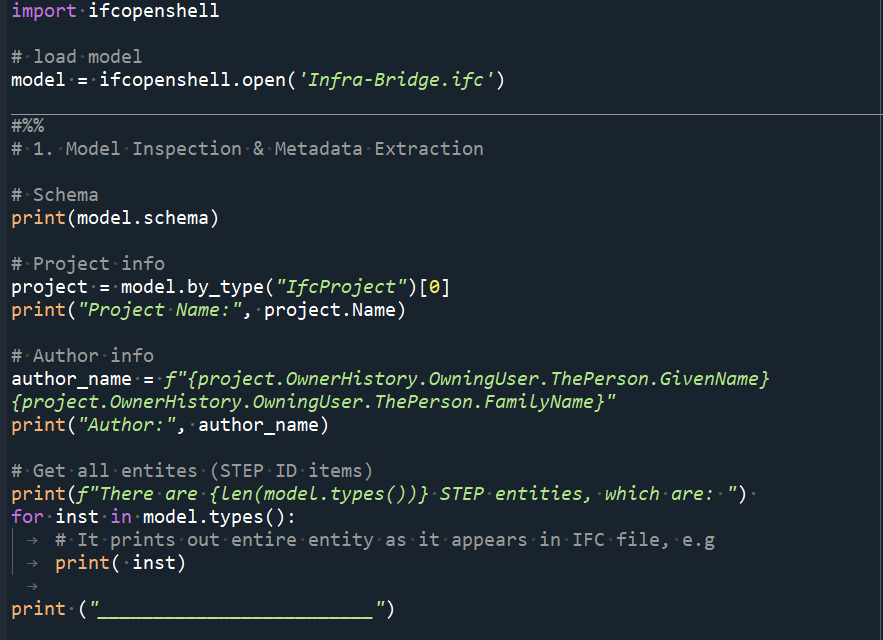 import ifcopenshell
# load model
model = ifcopenshell.open('Infra-Bridge.ifc')
#%%
# 1. Model Inspection & Metadata Extraction
# Schema
print(model.schema)
# Project info
project = model.by_type("IfcProject")[0]
print("Project Name:", project.Name)
# Author info
author_name = f"{project.OwnerHistory.OwningUser.ThePerson.GivenName}
{project.OwnerHistory.OwningUser.ThePerson.FamilyName}"
print("Author:", author_name)
# Get all entites (STEP ID items)
print(f"There are {len(model.types())} STEP entities, which are: ")
for inst in model.types():
    # It prints out entire entity as it appears in IFC file, e.g
    print( inst)
print ("_________________________")